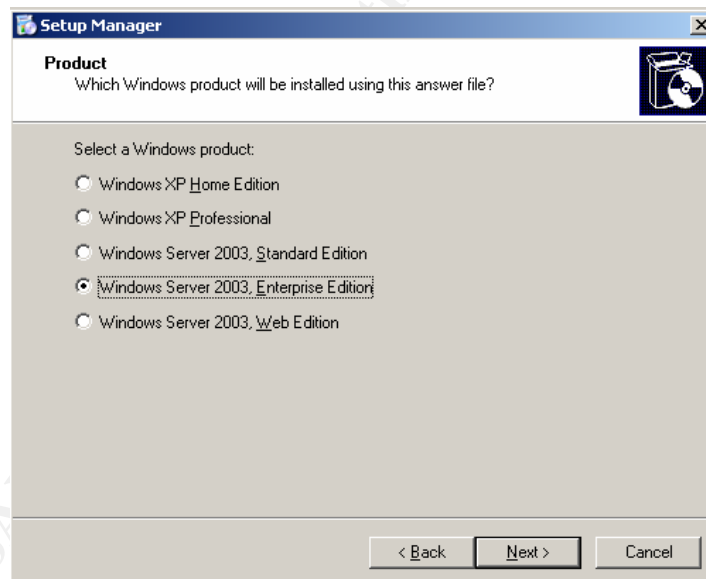 Setup Manager
Product
Which Windows product will be installed using this answer file?
Select a Windows product:
Windows XP Home Edition
Windows XP Professional
Windows Server 2003, Standard Edition
Windows Server 2003, Enterprise Edition
Windows Server 2003, Web Edition
< Back
Next >
Cancel